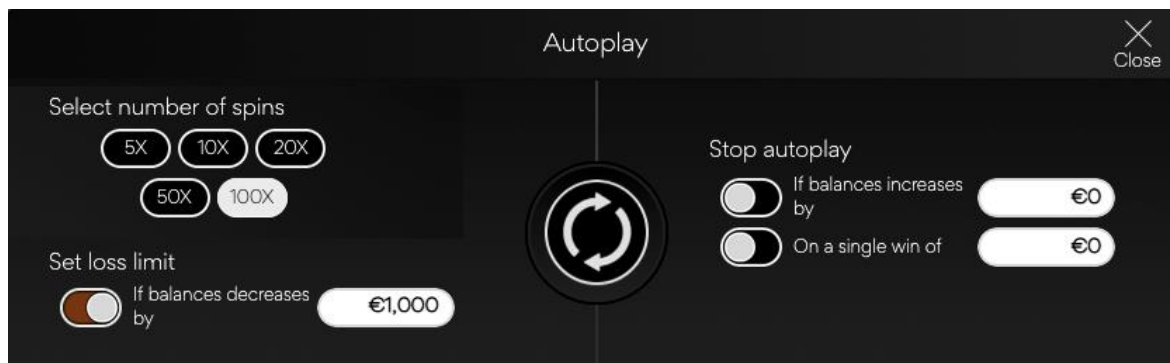 Autoplay
Close
Select number of spins
5X 10X 20X
50X 100X
Set loss limit
If balances decreases
by
€1,000
Stop autoplay
If balances increases
by
€0
On a single win of
€0